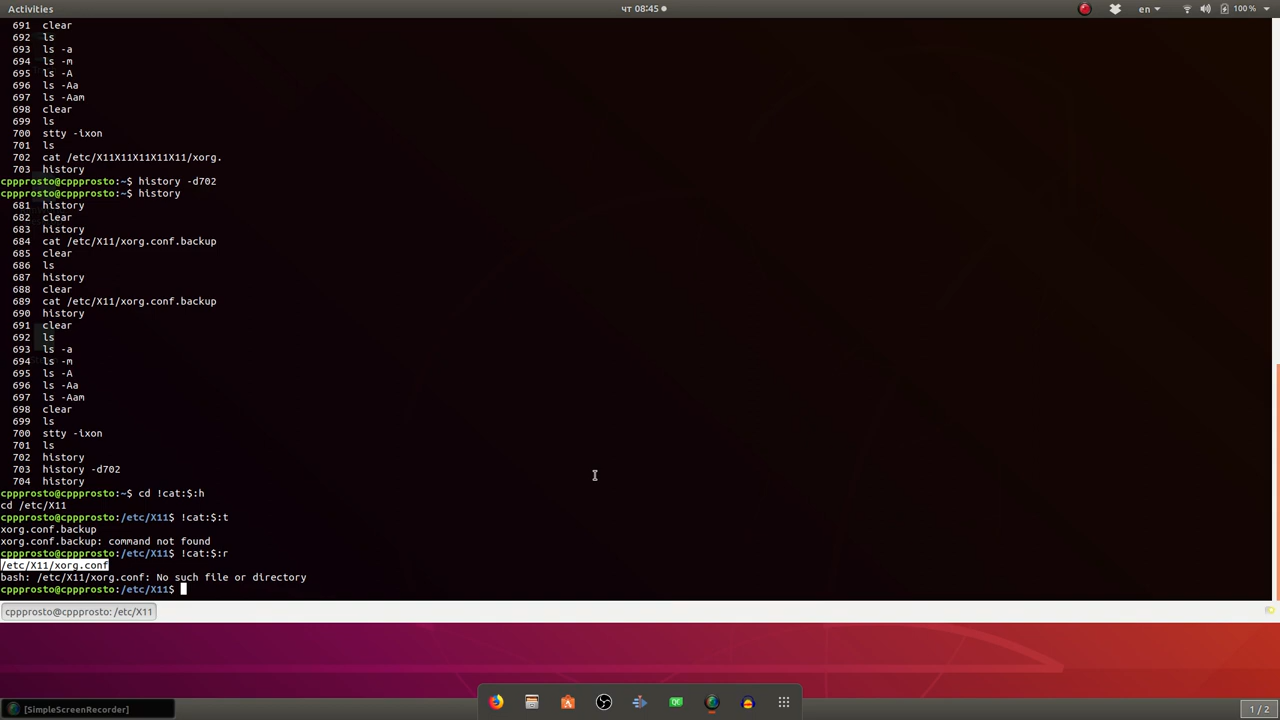 Activities
чт 08:45
en
100 %
691 clear
692 ls
693 ls -a
694 ls -m
695 ls -A
696 ls -Aa
697 ls -Aam
698 clear
699 ls
700 stty -ixon
701 ls
702 cat /etc/X11X11X11X11X11/xorg.
703 history
cppprosto@cppprosto:~$ history -d702
cppprosto@cppprosto:~$ history
681 history
682 clear
683 history
684 cat /etc/X11/xorg.conf.backup
685 clear
686 ls
687 history
688 clear
689 cat /etc/X11/xorg.conf.backup
690 history
691 clear
692 ls
693 ls -a
694 ls -m
695 ls -A
696 ls -Aa
697 ls -Aam
698 clear
699 ls
700 stty -ixon
701 ls
702 history
703 history -d702
704 history
cppprosto@cppprosto:~$ cd !cat:$:h
cd /etc/X11
cppprosto@cppprosto:/etc/X11$ !cat:$:t
xorg.conf.backup
xorg.conf.backup: command not found
cppprosto@cppprosto:/etc/X11$ !cat:$:r
/etc/X11/xorg.conf
bash: /etc/X11/xorg.conf: No such file or directory
cppprosto@cppprosto:/etc/X11$
cppprosto@cppprosto: /etc/X11
QC
[SimpleScreenRecorder]
1 / 2